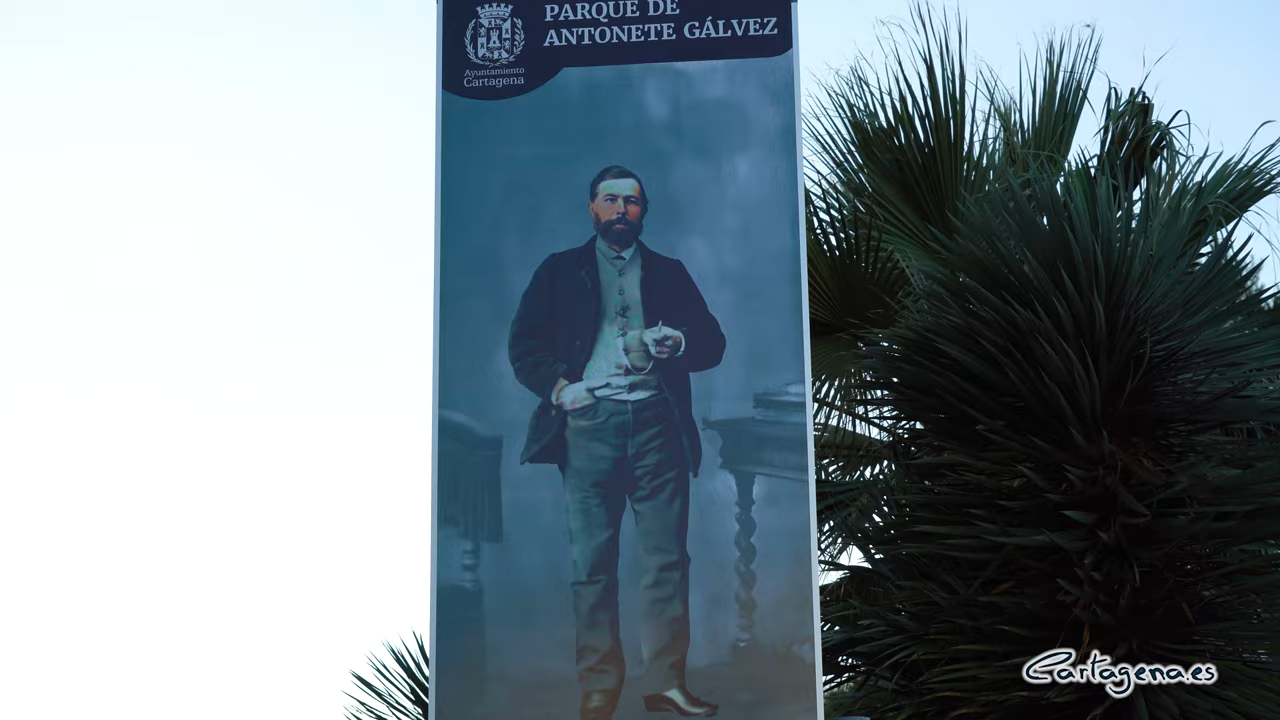 PARQUE DE
ANTONETE GÁLVEZ
Ayuntamiento
Cartagena
Cartagena.es